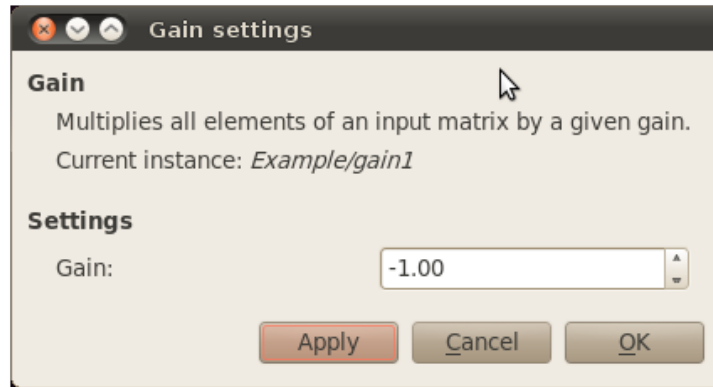 Gain settings
Gain
Multiplies all elements of an input matrix by a given gain.
Current instance: Example/gain1
Settings
Gain: -1.00
Apply Cancel OK